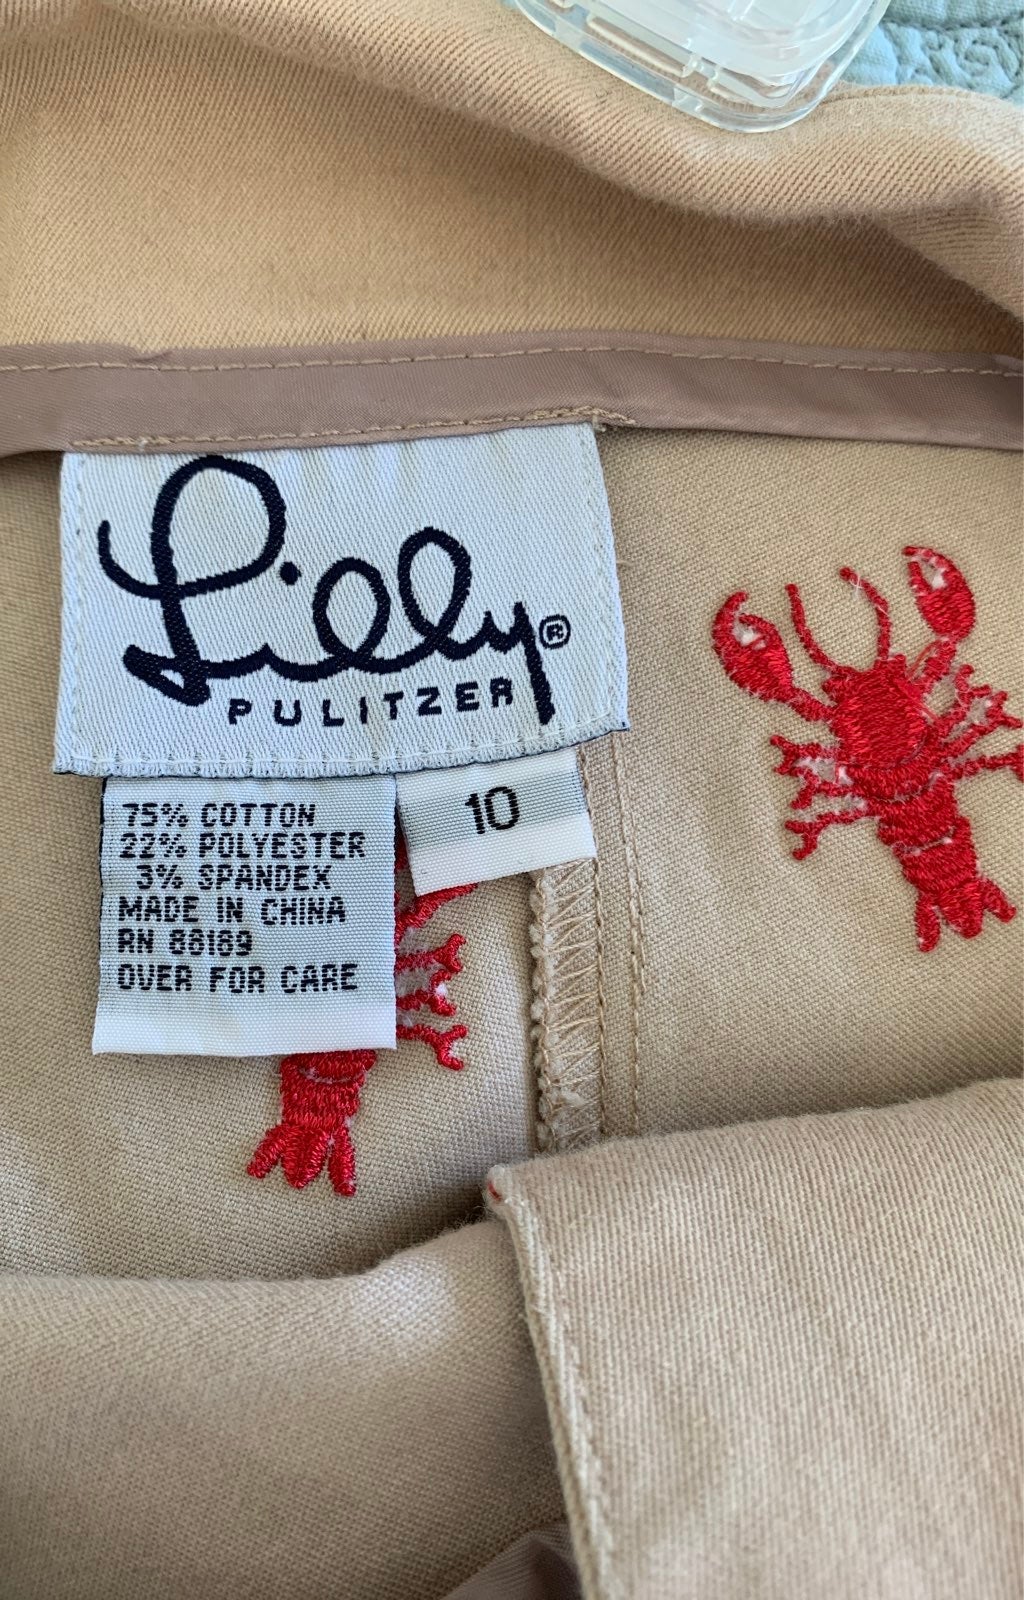 Lilly®
PULITZER
10
75% COTTON
22% POLYESTER
3% SPANDEX
MADE IN CHINA
RN 88189
OVER FOR CARE